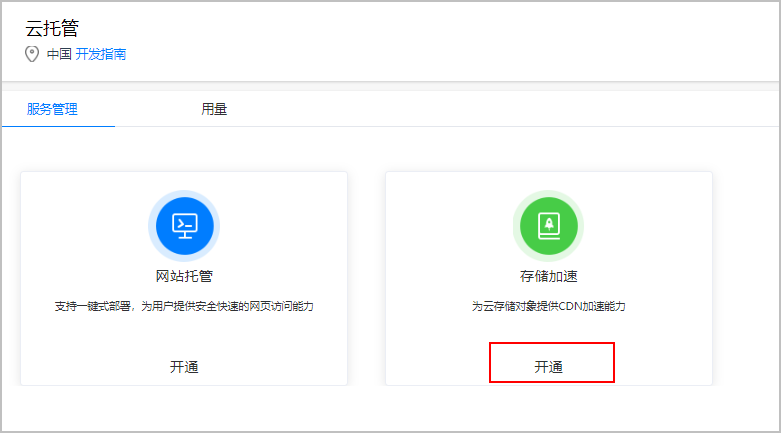 云托管
中国 开发指南
服务管理 用量
网站托管
支持一键式部署，为用户提供安全快速的网页访问能力
开通
存储加速
为云存储对象提供CDN加速能力
开通